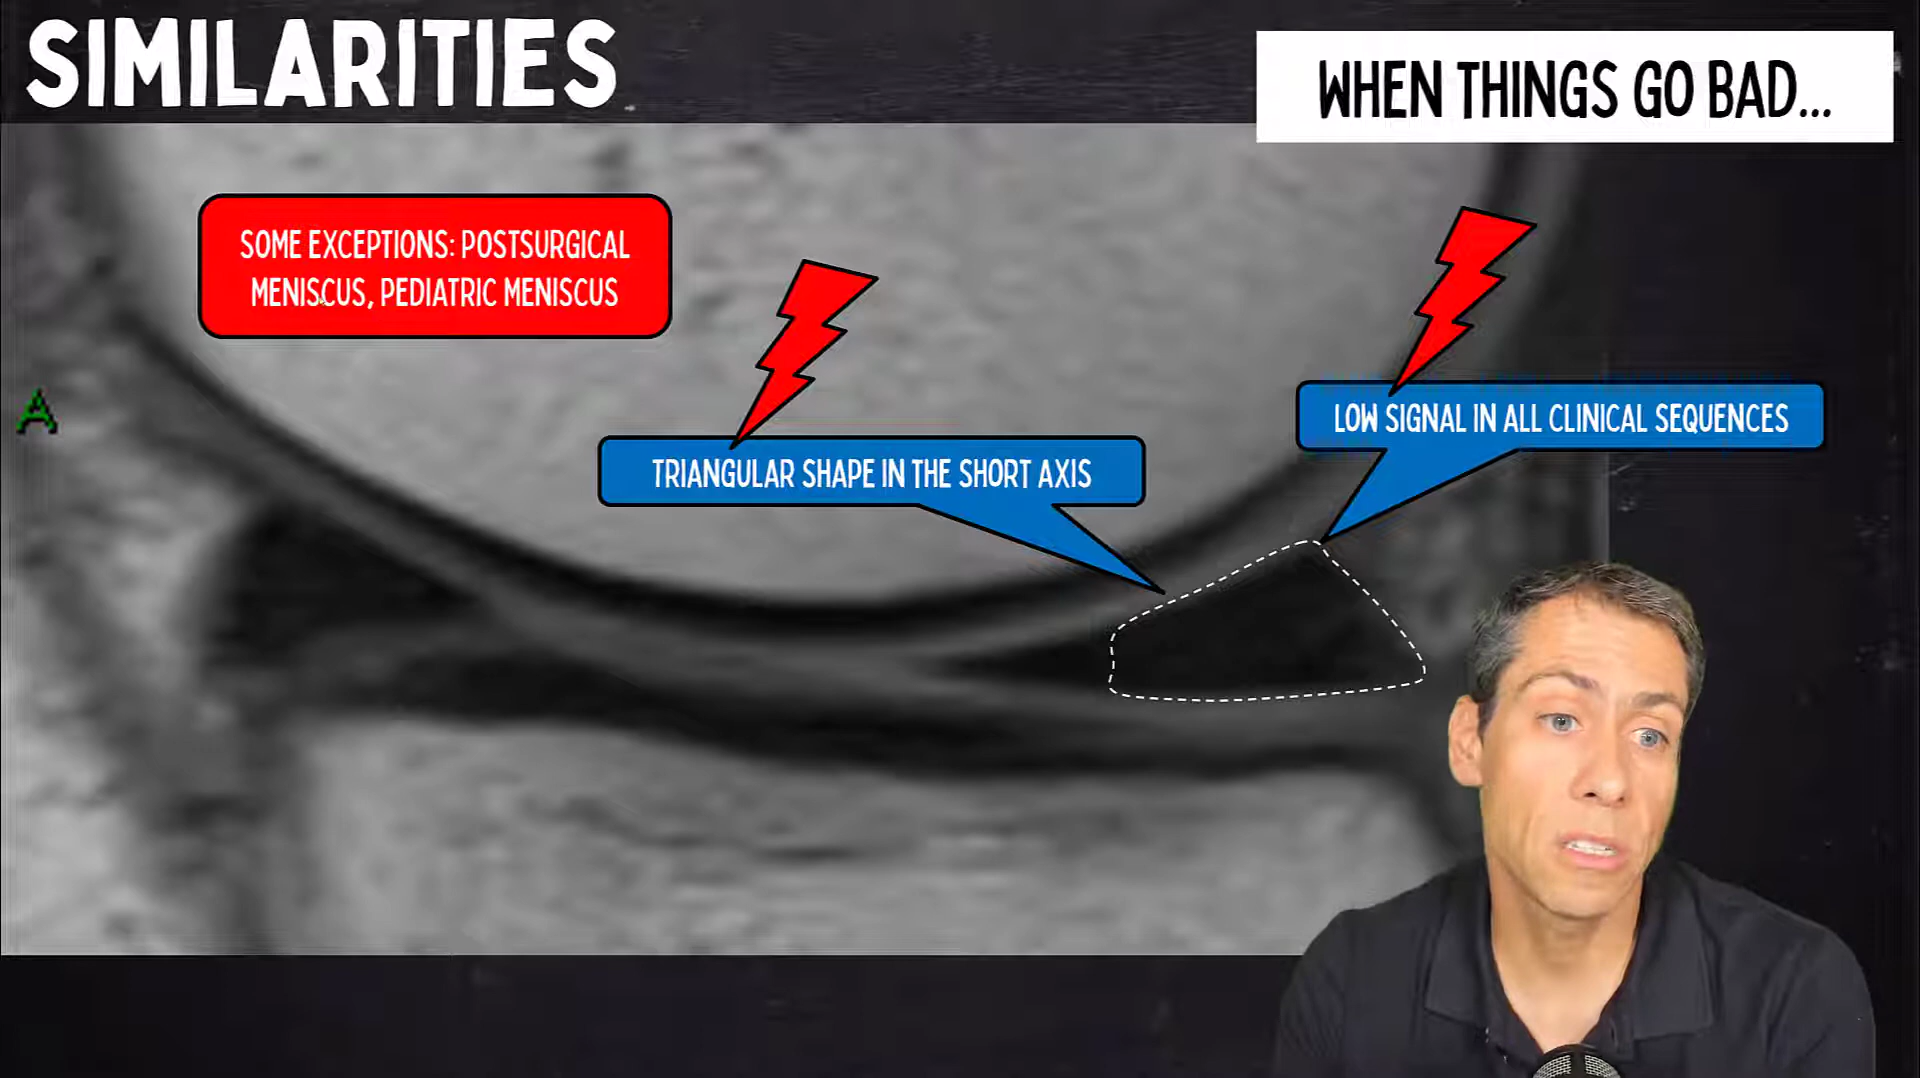 SIMILARITIES
WHEN THINGS GO BAD...
SOME EXCEPTIONS: POSTSURGICAL
MENISCUS, PEDIATRIC MENISCUS
LOW SIGNAL IN ALL CLINICAL SEQUENCES
TRIANGULAR SHAPE IN THE SHORT AXIS
A